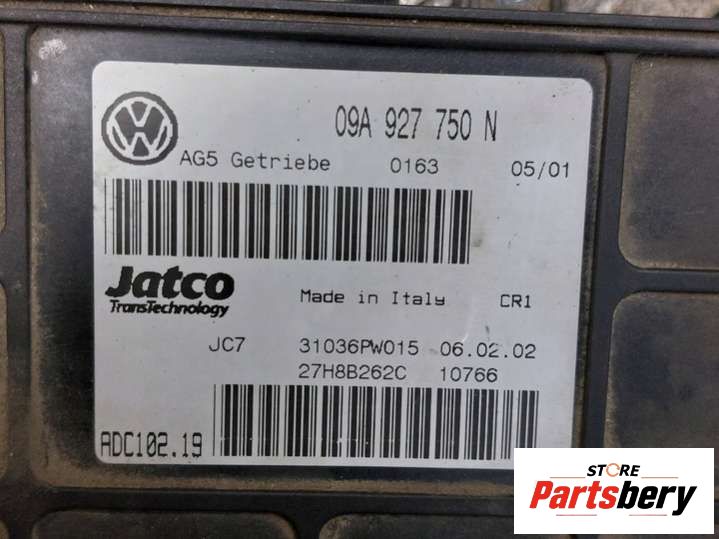 09A 927 750 N
AG5 Getriebe 0163 05/01
Jatco
TransTechnology
Made in Italy CR1
JC7 31036PW015 06.02.02
27H8B262C 10766
ADC102.19
STORE
Partsbery